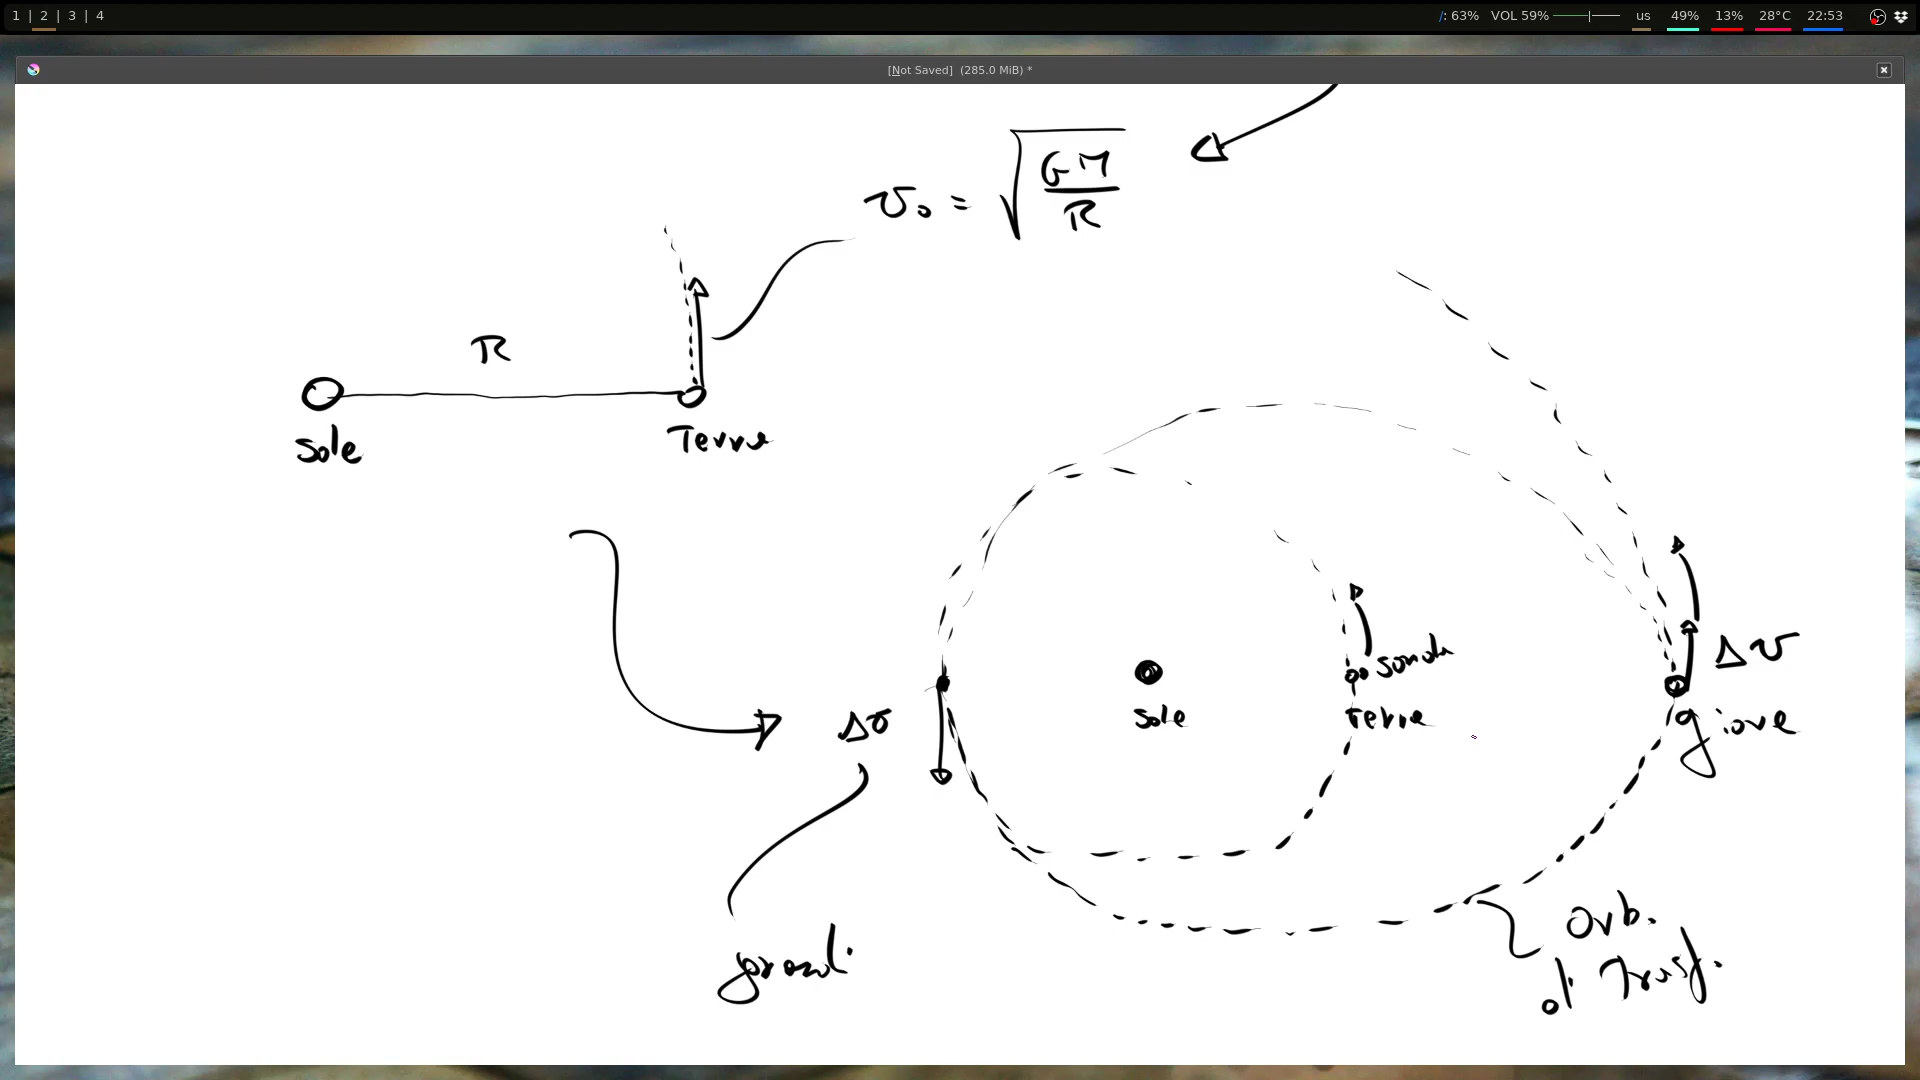 1 | 2 | 3 | 4
/: 63% VOL 59% us 49% 13% 28°C 22:53
[Not Saved] (285.0 MiB) *
v₀ = √(GM/R)
R
Sole
Terra
sonda
Sole
Terra
Δv
giove
Δv
grandi
Orb.
di Trasf.